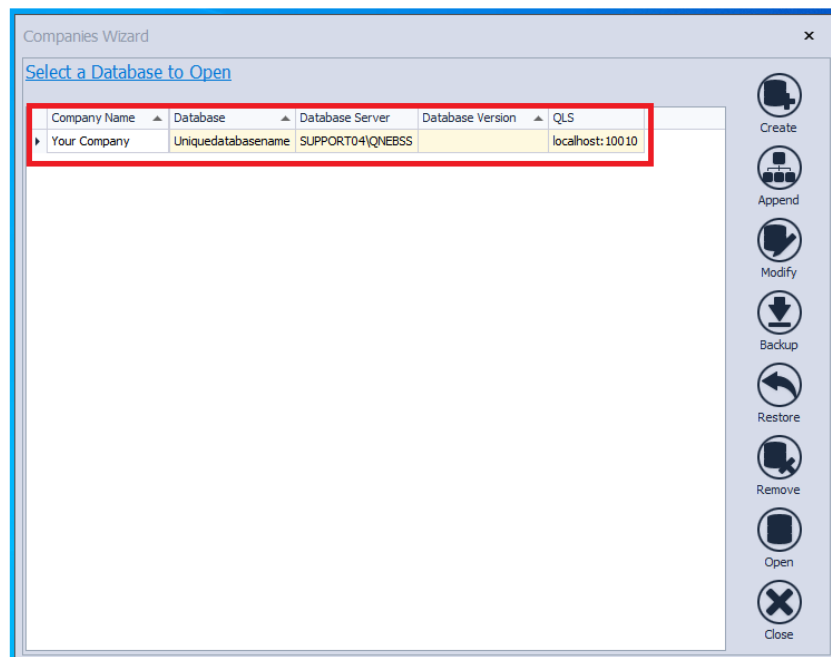 Companies Wizard
Select a Database to Open
Company Name Database Database Server Database Version QLS
Your Company Uniquedatabasename SUPPORT04\QNEBSS localhost:10010
Create
Append
Modify
Backup
Restore
Remove
Open
Close